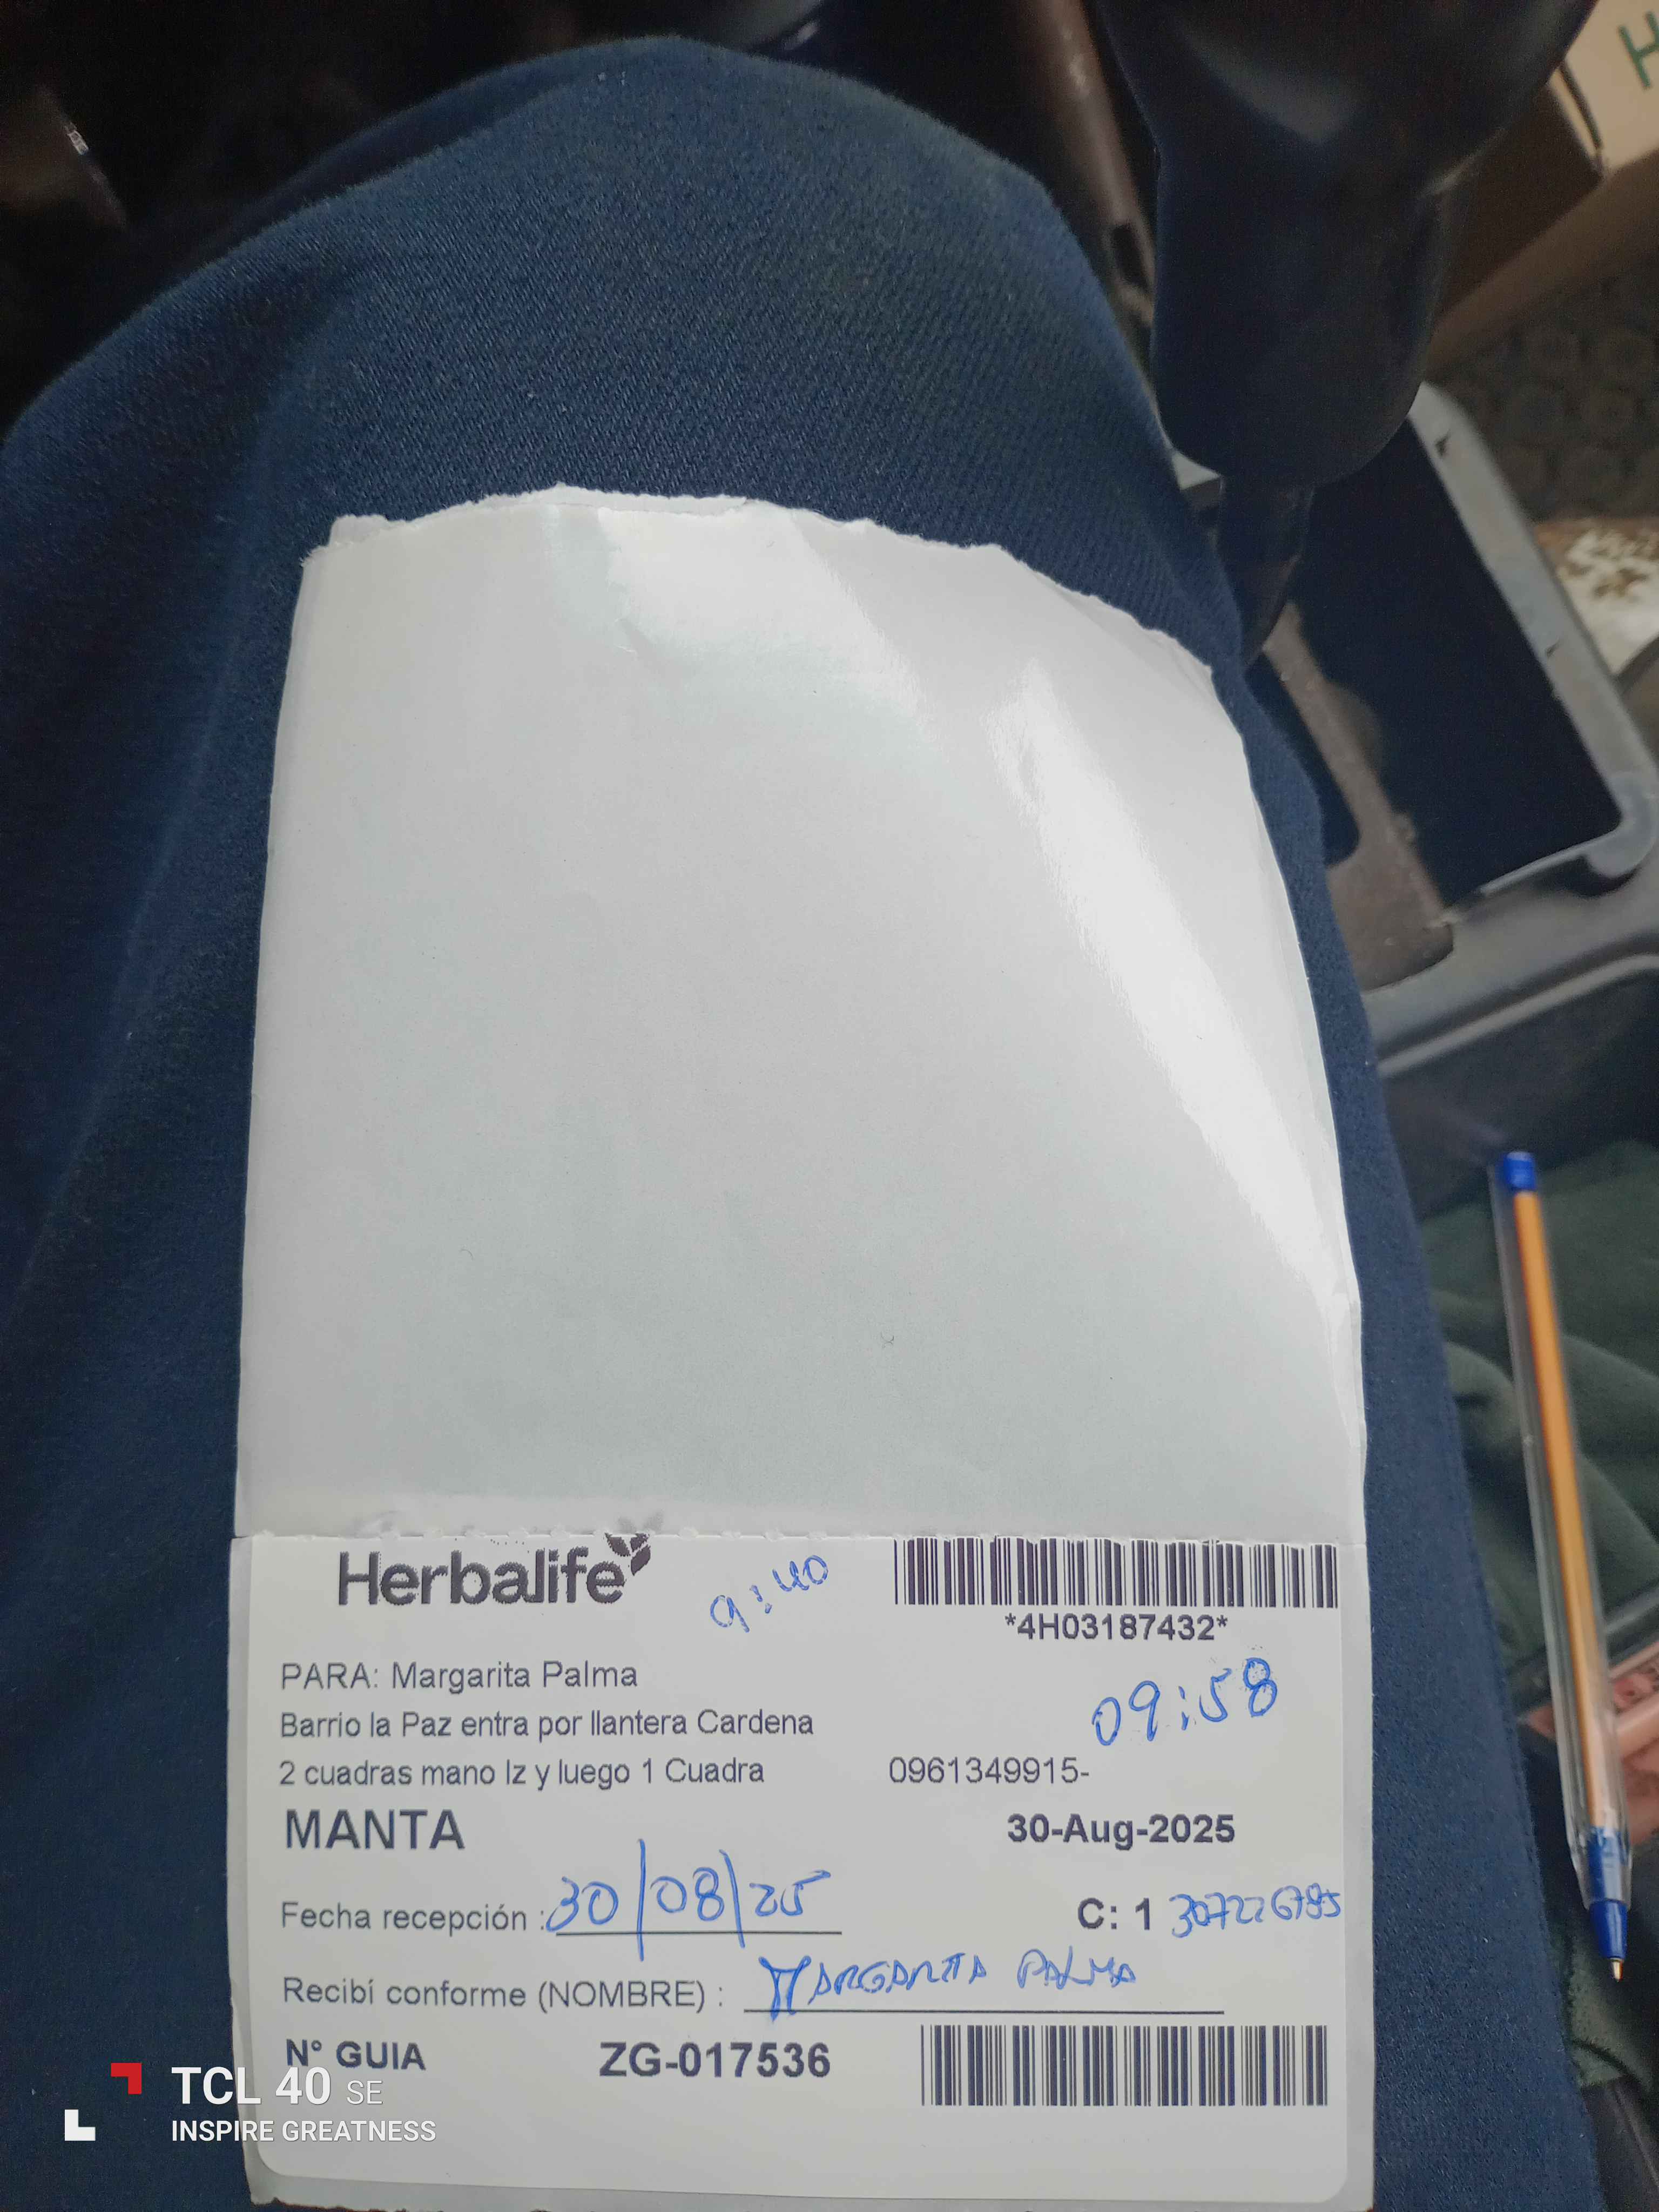 Herbalife
9:40
*4H03187432*
PARA: Margarita Palma
09:58
Barrio la Paz entra por llantera Cardena
2 cuadras mano Iz y luego 1 Cuadra 0961349915-
MANTA 30-Aug-2025
Fecha recepción : 30/08/25 C: 1
Recibí conforme (NOMBRE) : MARGARITA PALMA
N° GUIA ZG-017536
TCL 40 SE
INSPIRE GREATNESS
H